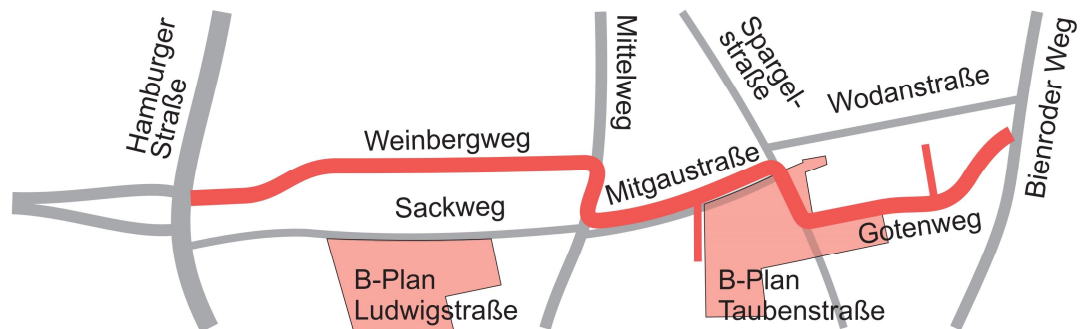 Hamburger
Straße
Weinbergweg
Sackweg
Mittelweg
Mitgaustraße
Spargel-
straße
Wodanstraße
Bienroder Weg
Gotenweg
B-Plan
Ludwigstraße
B-Plan
Taubenstraße